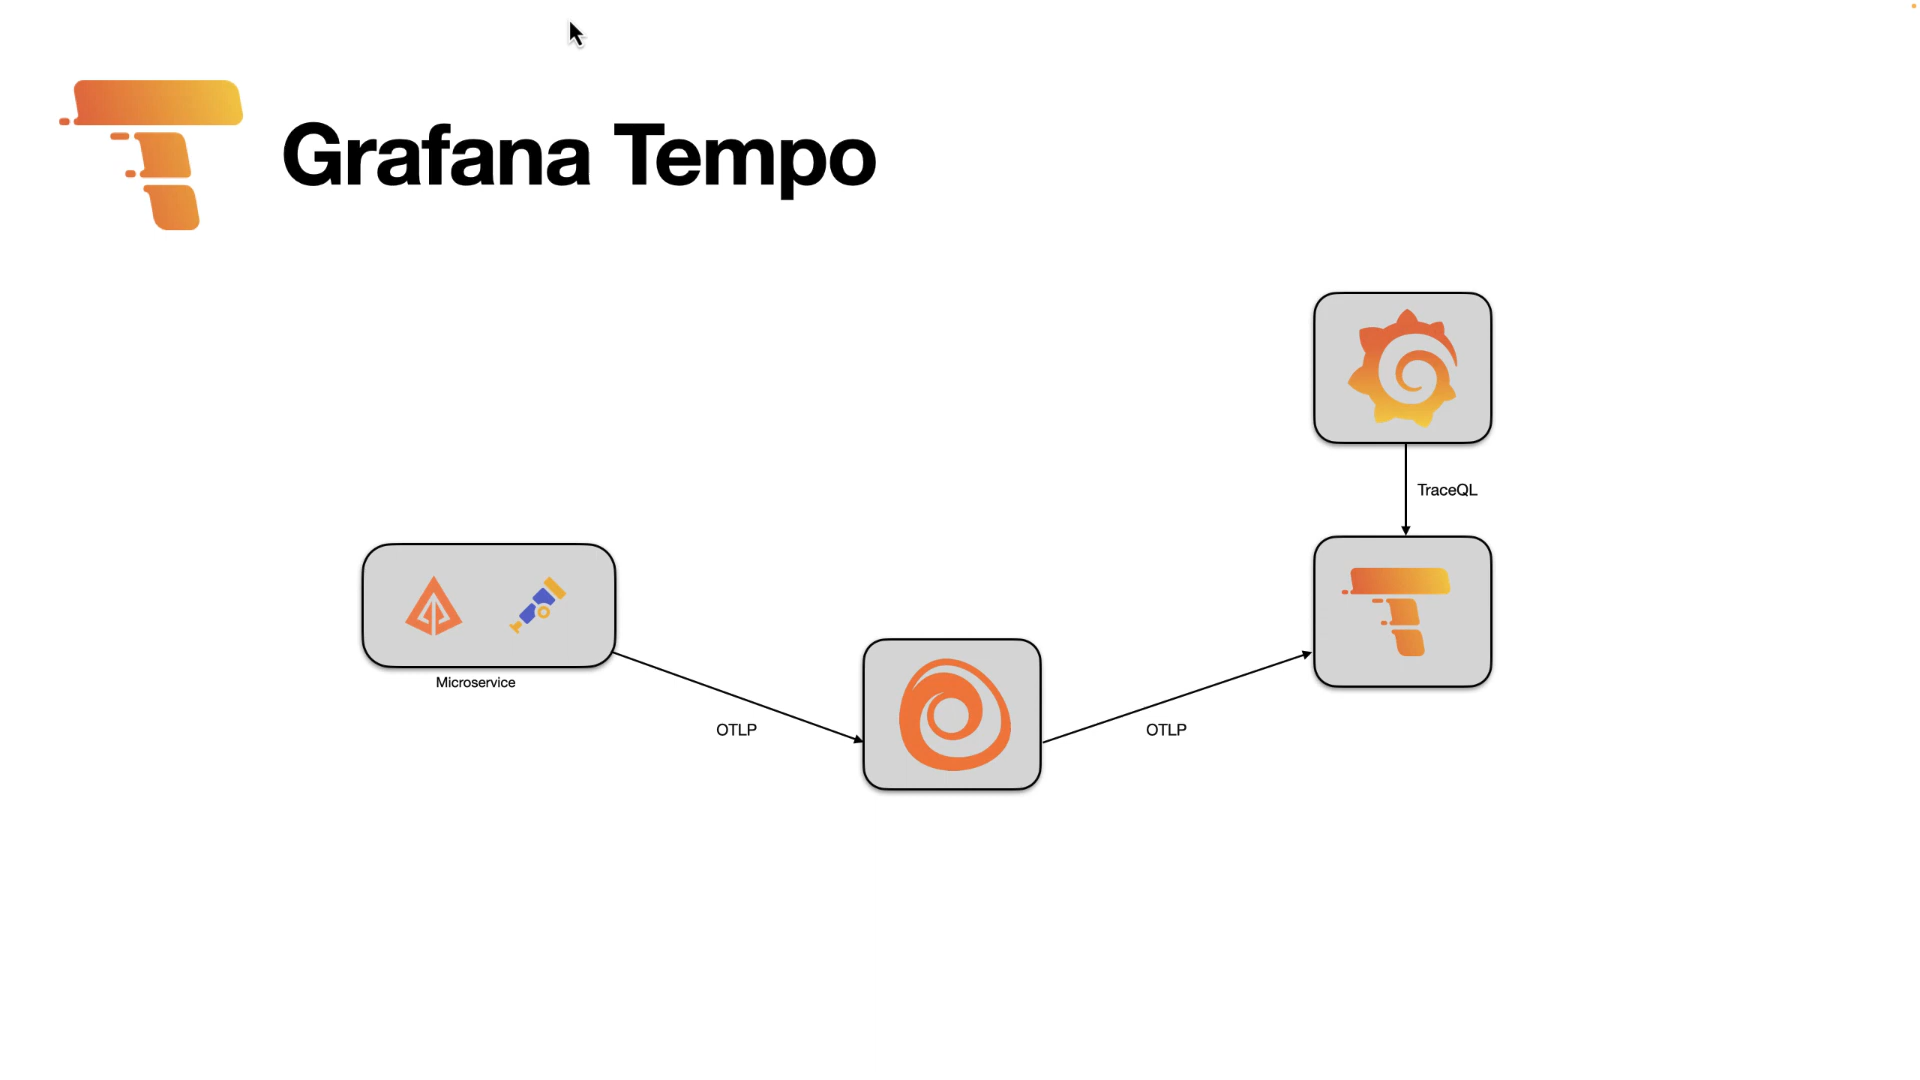 Grafana Tempo
TraceQL
Microservice
OTLP
OTLP